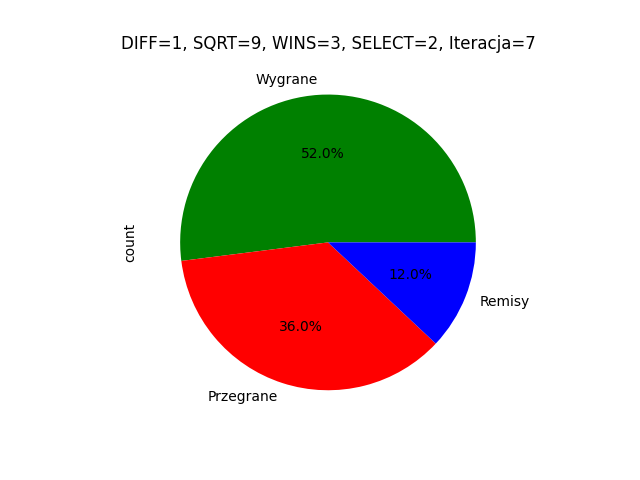 DIFF=1, SQRT=9, WINS=3, SELECT=2, Iteracja=7
Wygrane
52.0%
count
12.0%
Remisy
36.0%
Przegrane